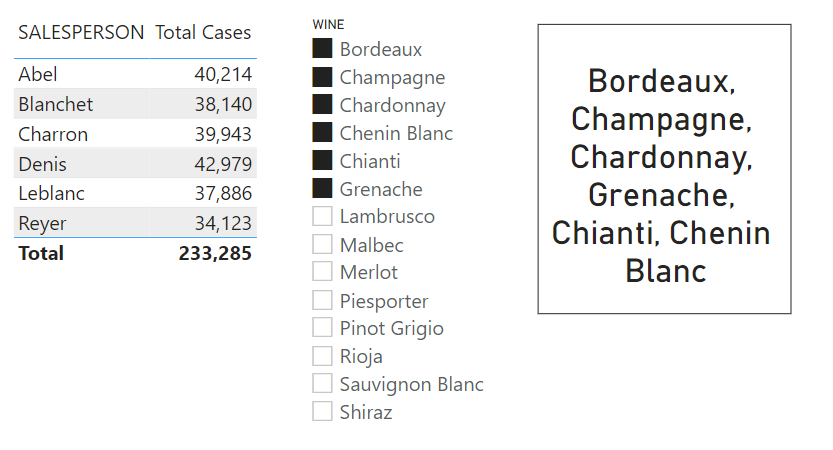 SALESPERSON Total Cases
Abel 40,214
Blanchet 38,140
Charron 39,943
Denis 42,979
Leblanc 37,886
Reyer 34,123
Total 233,285
WINE
Bordeaux
Champagne
Chardonnay
Chenin Blanc
Chianti
Grenache
Lambrusco
Malbec
Merlot
Piesporter
Pinot Grigio
Rioja
Sauvignon Blanc
Shiraz
Bordeaux,
Champagne,
Chardonnay,
Grenache,
Chianti, Chenin
Blanc